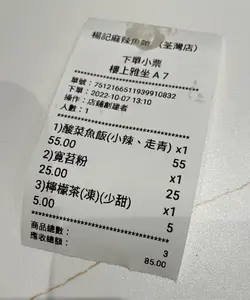 楊記麻辣魚蛋 (荃灣店)
下單小票
樓上雅坐 A 7
單號：7512166511939910832
下單：2022-10-07 13:10
操作：店鋪創建者
人數：1
1)酸菜魚飯(小辣、走青) x1
55.00 55
2)寬苕粉 x1
25.00 25
3)檸檬茶(凍)(少甜) x1
5.00 5
商品總數： 3
應收總額： 85.00